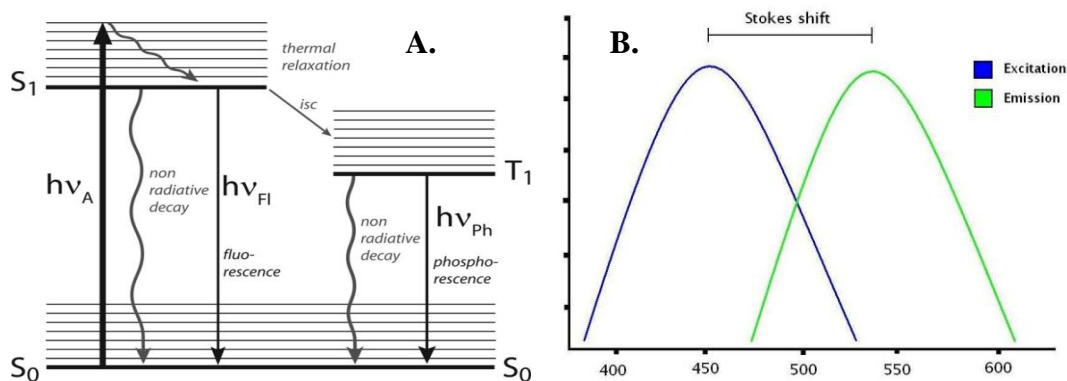 A.
thermal
relaxation
S1
isc
T1
hνA
non
radiative
decay
hνFl
fluo-
rescence
non
radiative
decay
hνPh
phospho-
rescence
S0
S0
B.
Stokes shift
Excitation
Emission
400
450
500
550
600